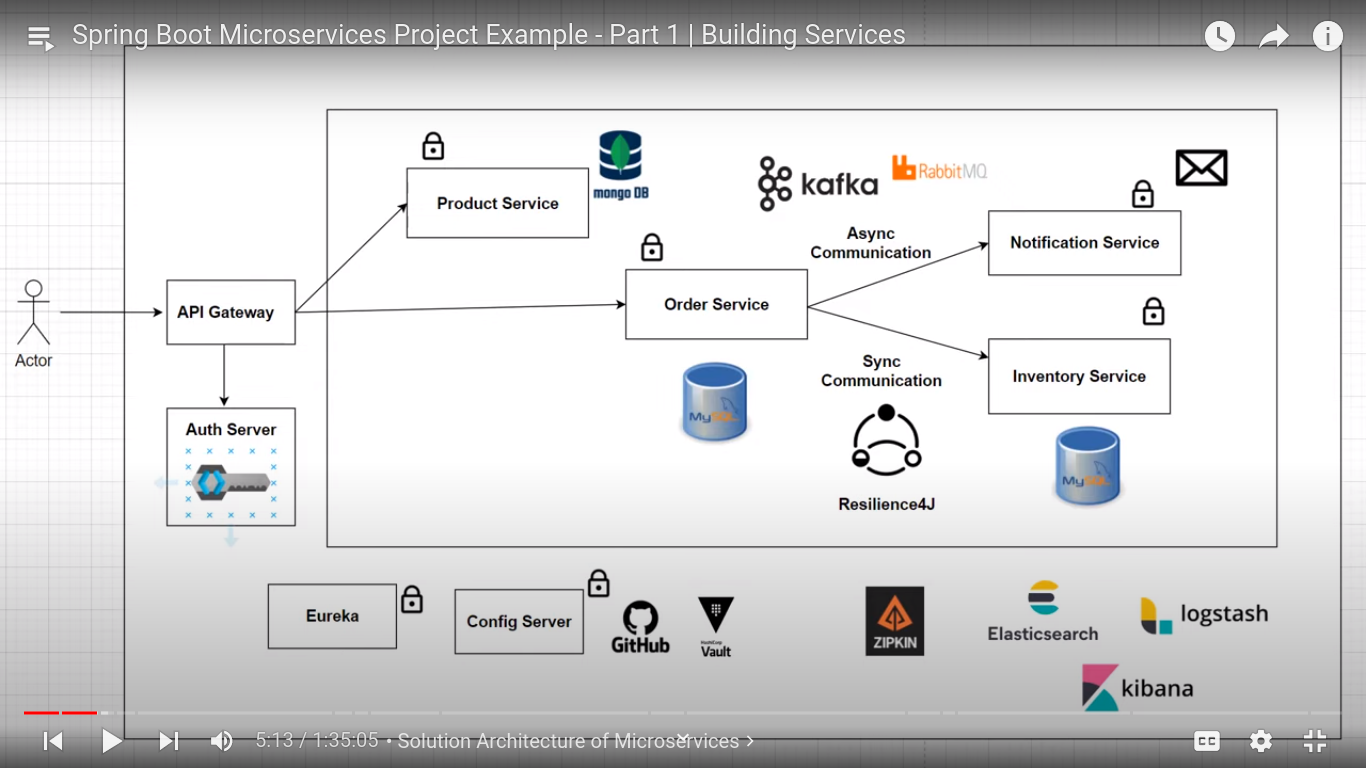 Spring Boot Microservices Project Example - Part 1 | Building Services
mongo DB
Product Service
kafka
RabbitMQ
Async
Communication
Notification Service
Order Service
API Gateway
Actor
Sync
Communication
Inventory Service
MySQL
Auth Server
MySQL
Resilience4J
Eureka
Config Server
GitHub
HashiCorp
Vault
ZIPKIN
Elasticsearch
logstash
kibana
5:13 / 1:35:05 • Solution Architecture of Microservices
CC